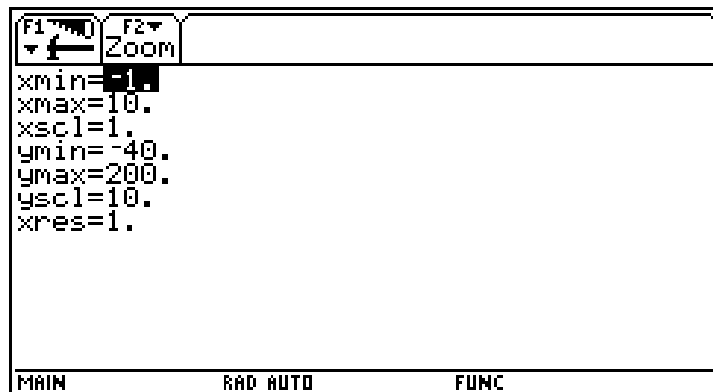 F1 F2
Zoom
xmin=-1.
xmax=10.
xscl=1.
ymin=-40.
ymax=200.
yscl=10.
xres=1.
MAIN RAD AUTO FUNC